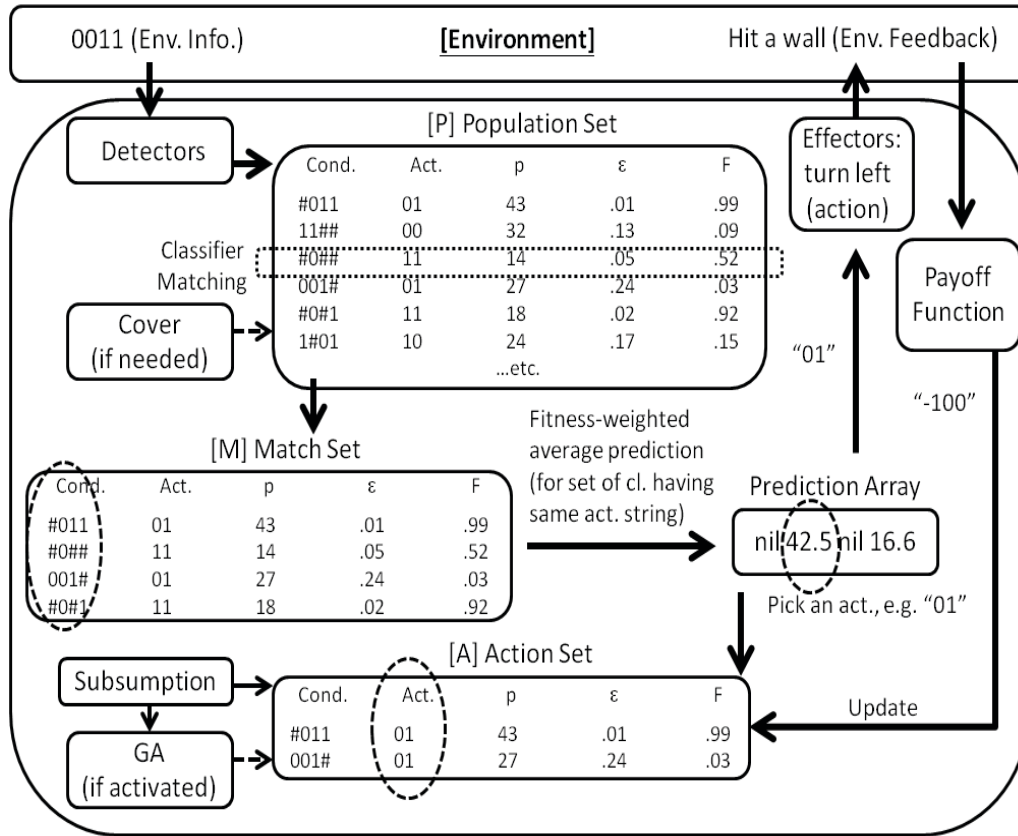 0011 (Env. Info.)
[Environment]
Hit a wall (Env. Feedback)
Detectors
[P] Population Set
Cond. Act. p ε F
#011 01 43 .01 .99
11## 00 32 .13 .09
#0## 11 14 .05 .52
001# 01 27 .24 .03
#0#1 11 18 .02 .92
1#01 10 24 .17 .15
...etc.
Classifier
Matching
Cover
(if needed)
Effectors:
turn left
(action)
Payoff
Function
“01”
“-100”
[M] Match Set
Cond. Act. p ε F
#011 01 43 .01 .99
#0## 11 14 .05 .52
001# 01 27 .24 .03
#0#1 11 18 .02 .92
Fitness-weighted
average prediction
(for set of cl. having
same act. string)
Prediction Array
nil 42.5 nil 16.6
Pick an act., e.g. “01”
[A] Action Set
Cond. Act. p ε F
#011 01 43 .01 .99
001# 01 27 .24 .03
Subsumption
GA
(if activated)
Update